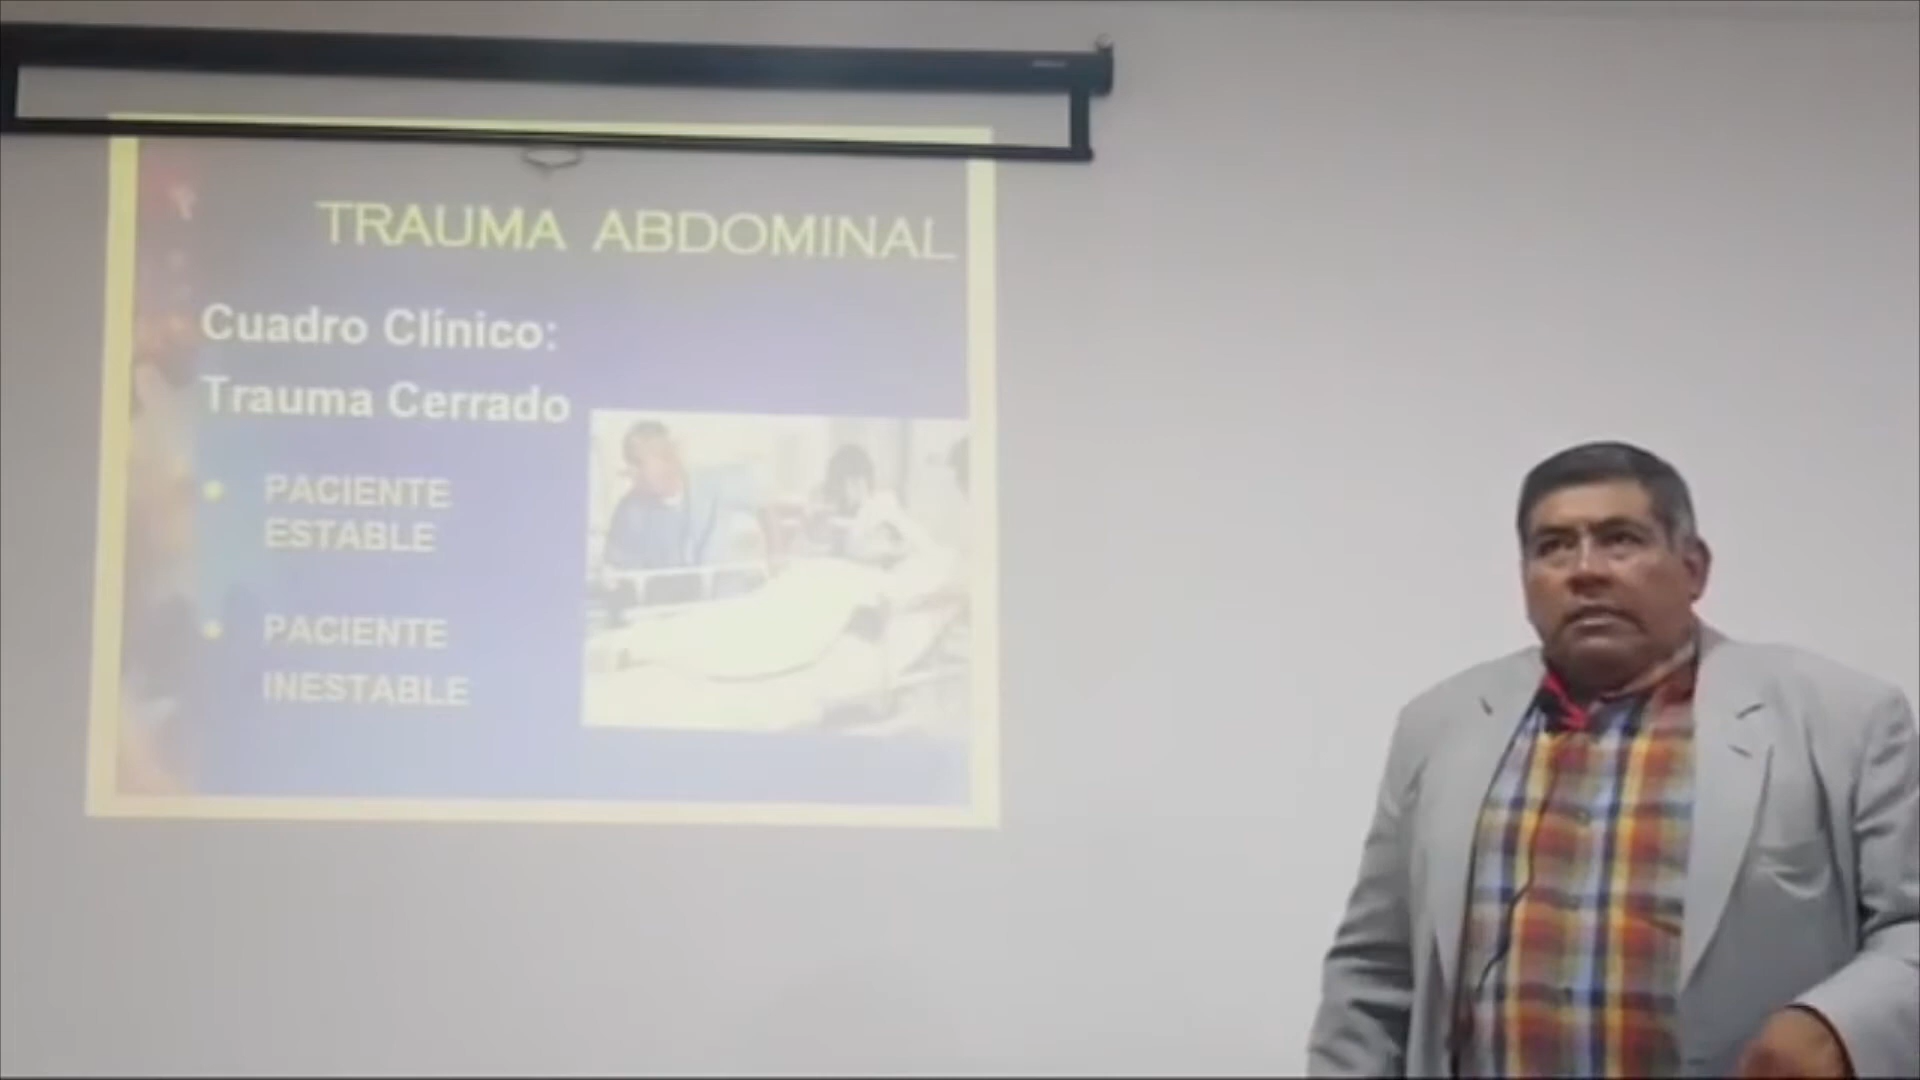 TRAUMA ABDOMINAL
Cuadro Clínico:
Trauma Cerrado
PACIENTE
ESTABLE
PACIENTE
INESTABLE